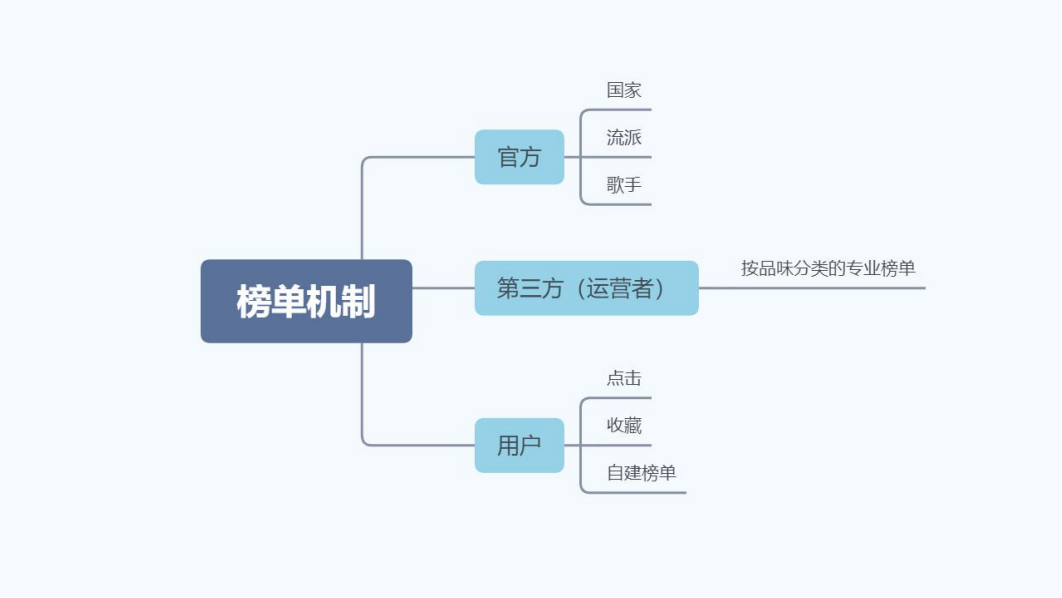 榜单机制
官方
国家
流派
歌手
第三方（运营者）
按品味分类的专业榜单
用户
点击
收藏
自建榜单